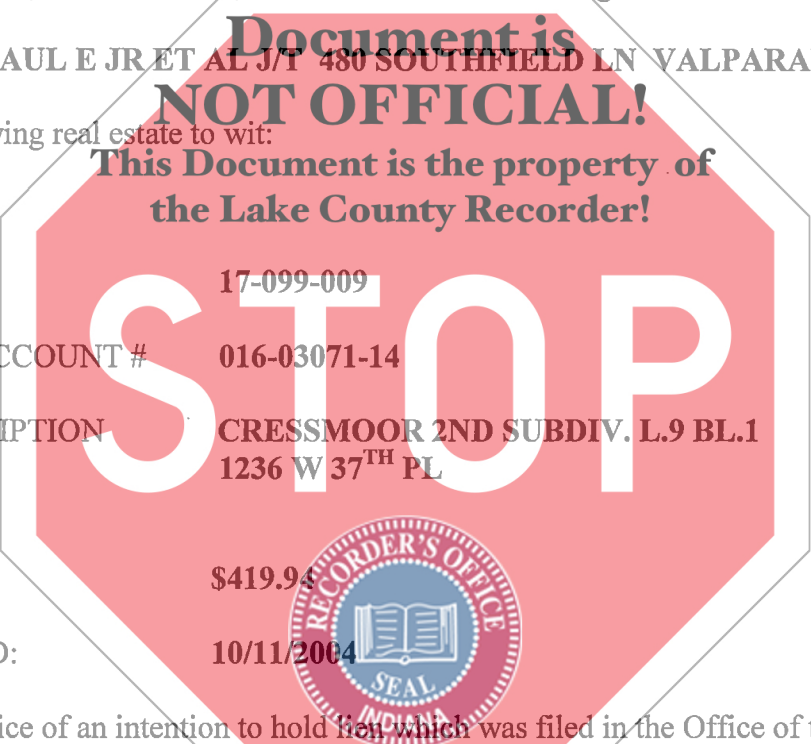 Document is
AUL E JR ET AL J/T 480 SOUTHFIELD LN VALPARA
NOT OFFICIAL!
ing real estate to wit:
This Document is the property of
the Lake County Recorder!
17-099-009
CCOUNT # 016-03071-14
STOP
IPTION CRESSMOOR 2ND SUBDIV. L.9 BL.1
1236 W 37TH PL
$419.94
RECORDER'S OFFICE
D: 10/11/2004
SEAL
INDIANA
ice of an intention to hold lien which was filed in the Office of